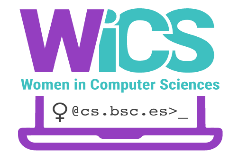 WiCS
Women in Computer Sciences
♀@cs.bsc.es>_